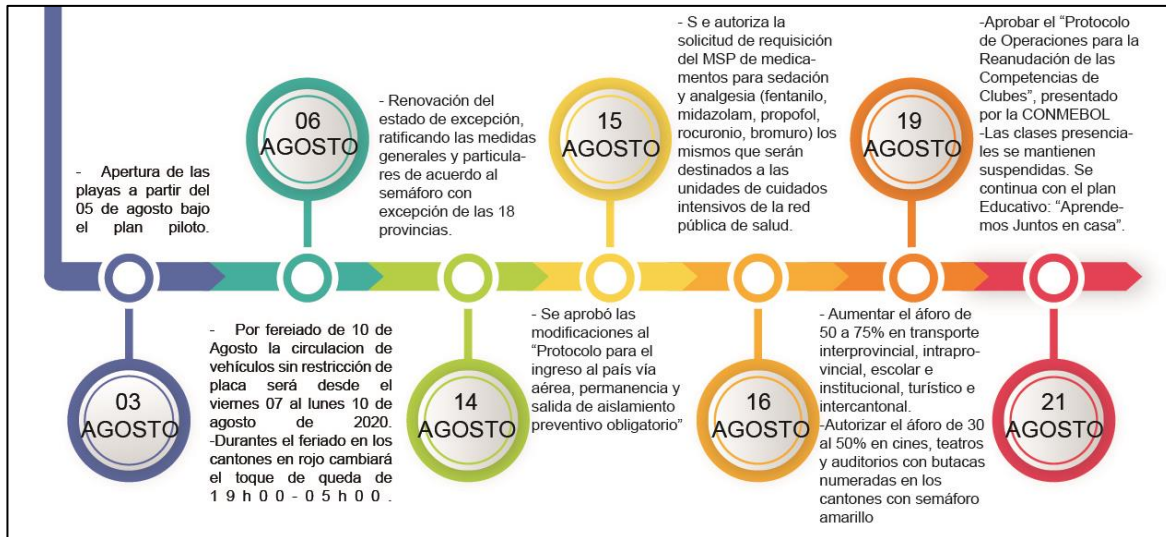 -    Apertura de las
playas a partir del
05 de agosto bajo
el plan piloto.
03
AGOSTO
06
AGOSTO
-    Por fereiado de 10 de
Agosto la circulacion de
vehículos sin restricción de
placa será desde el
viernes 07 al lunes 10 de
agosto de 2020.
-Durantes el feriado en los
cantones en rojo cambiará
el toque de queda de
19h00-05h00.
- Renovación del
estado de excepción,
ratificando las medidas
generales y particula-
res de acuerdo al
semáforo con
excepción de las 18
provincias.
14
AGOSTO
15
AGOSTO
- Se aprobó las
modificaciones al
“Protocolo para el
ingreso al país vía
aérea, permanencia y
salida de aislamiento
preventivo obligatorio”
- S e autoriza la
solicitud de requisición
del MSP de medica-
mentos para sedación
y analgesia (fentanilo,
midazolam, propofol,
rocuronio, bromuro) los
mismos que serán
destinados a las
unidades de cuidados
intensivos de la red
pública de salud.
16
AGOSTO
19
AGOSTO
- Aumentar el áforo de
50 a 75% en transporte
interprovincial, intrapro-
vincial, escolar e
institucional, turístico e
intercantonal.
-Autorizar el áforo de 30
al 50% en cines, teatros
y auditorios con butacas
numeradas en los
cantones con semáforo
amarillo
-Aprobar el “Protocolo
de Operaciones para la
Reanudación de las
Competencias de
Clubes”, presentado
por la CONMEBOL
-Las clases presencia-
les se mantienen
suspendidas. Se
continua con el plan
Educativo: “Aprende-
mos Juntos en casa”.
21
AGOSTO